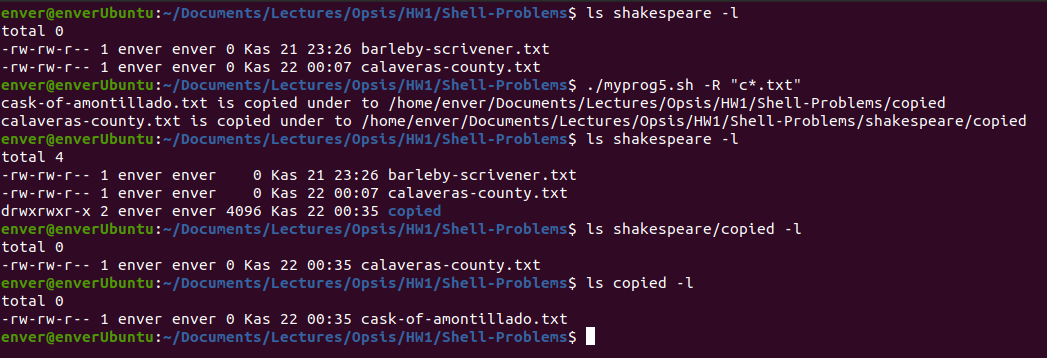 enver@enverUbuntu:~/Documents/Lectures/Opsis/HW1/Shell-Problems$ ls shakespeare -l
total 0
-rw-rw-r-- 1 enver enver 0 Kas 21 23:26 barleby-scrivener.txt
-rw-rw-r-- 1 enver enver 0 Kas 22 00:07 calaveras-county.txt
enver@enverUbuntu:~/Documents/Lectures/Opsis/HW1/Shell-Problems$ ./myprog5.sh -R "c*.txt"
cask-of-amontillado.txt is copied under to /home/enver/Documents/Lectures/Opsis/HW1/Shell-Problems/copied
calaveras-county.txt is copied under to /home/enver/Documents/Lectures/Opsis/HW1/Shell-Problems/shakespeare/copied
enver@enverUbuntu:~/Documents/Lectures/Opsis/HW1/Shell-Problems$ ls shakespeare -l
total 4
-rw-rw-r-- 1 enver enver    0 Kas 21 23:26 barleby-scrivener.txt
-rw-rw-r-- 1 enver enver    0 Kas 22 00:07 calaveras-county.txt
drwxrwxr-x 2 enver enver 4096 Kas 22 00:35 copied
enver@enverUbuntu:~/Documents/Lectures/Opsis/HW1/Shell-Problems$ ls shakespeare/copied -l
total 0
-rw-rw-r-- 1 enver enver 0 Kas 22 00:35 calaveras-county.txt
enver@enverUbuntu:~/Documents/Lectures/Opsis/HW1/Shell-Problems$ ls copied -l
total 0
-rw-rw-r-- 1 enver enver 0 Kas 22 00:35 cask-of-amontillado.txt
enver@enverUbuntu:~/Documents/Lectures/Opsis/HW1/Shell-Problems$